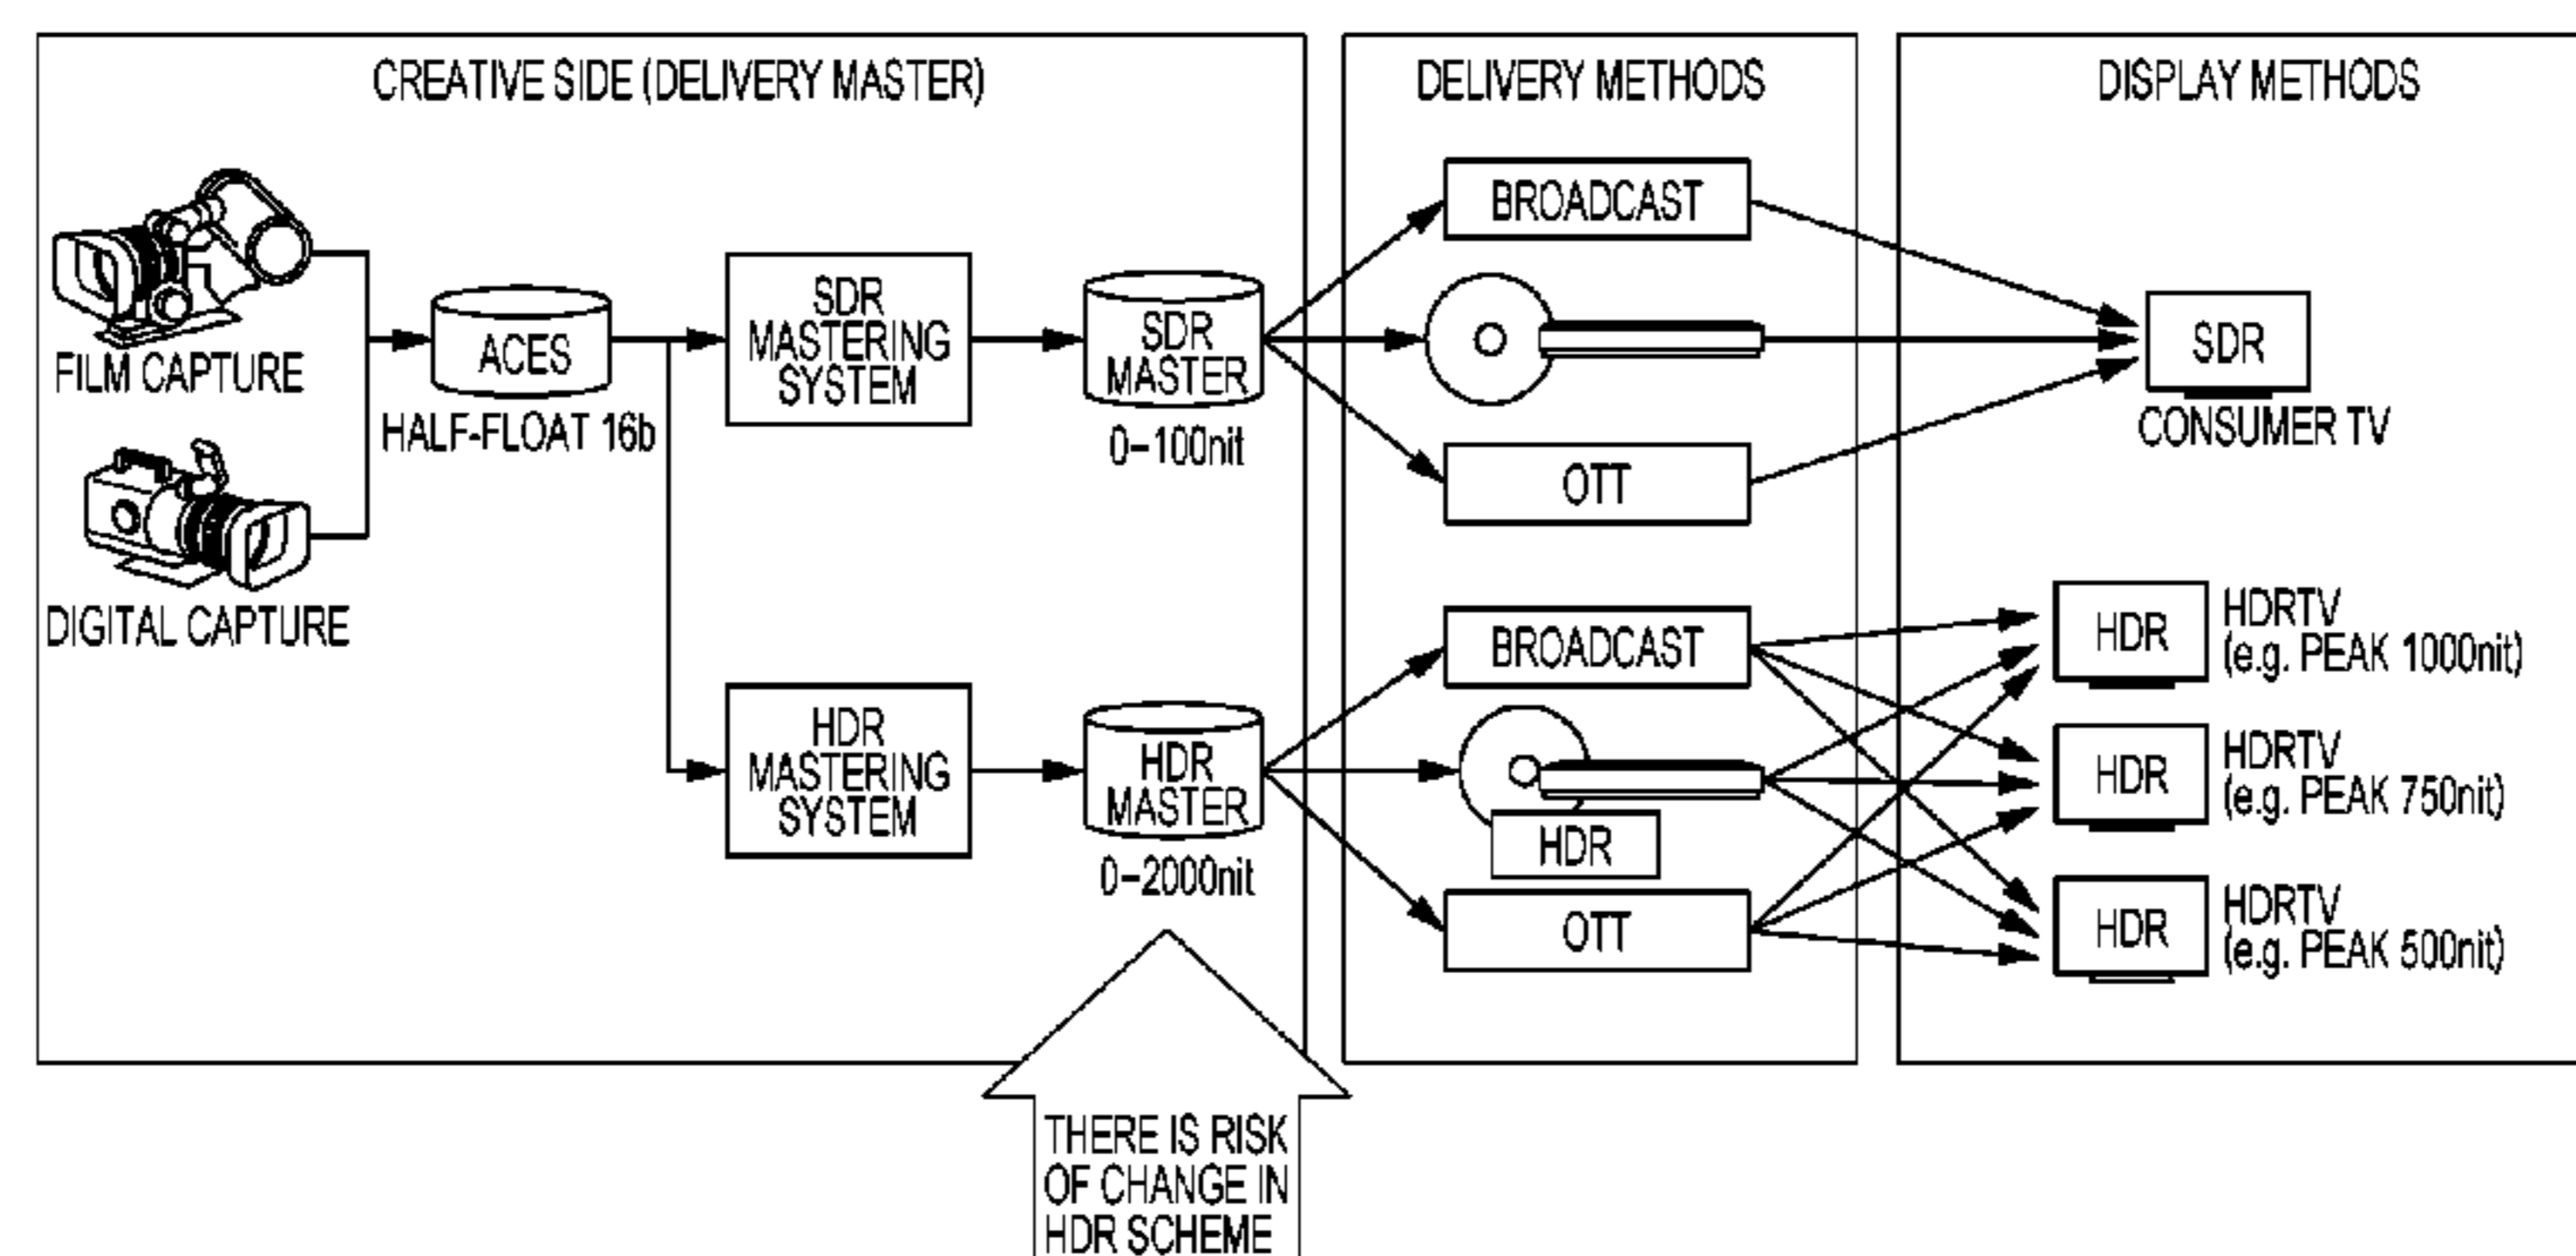 CREATIVE SIDE (DELIVERY MASTER)
FILM CAPTURE
DIGITAL CAPTURE
ACES
HALF-FLOAT 16b
SDR
MASTERING
SYSTEM
SDR
MASTER
0–100nit
HDR
MASTERING
SYSTEM
HDR
MASTER
0–2000nit
THERE IS RISK
OF CHANGE IN
HDR SCHEME
DELIVERY METHODS
BROADCAST
OTT
BROADCAST
HDR
OTT
DISPLAY METHODS
SDR
CONSUMER TV
HDR
HDRTV
(e.g. PEAK 1000nit)
HDR
HDRTV
(e.g. PEAK 750nit)
HDR
HDRTV
(e.g. PEAK 500nit)